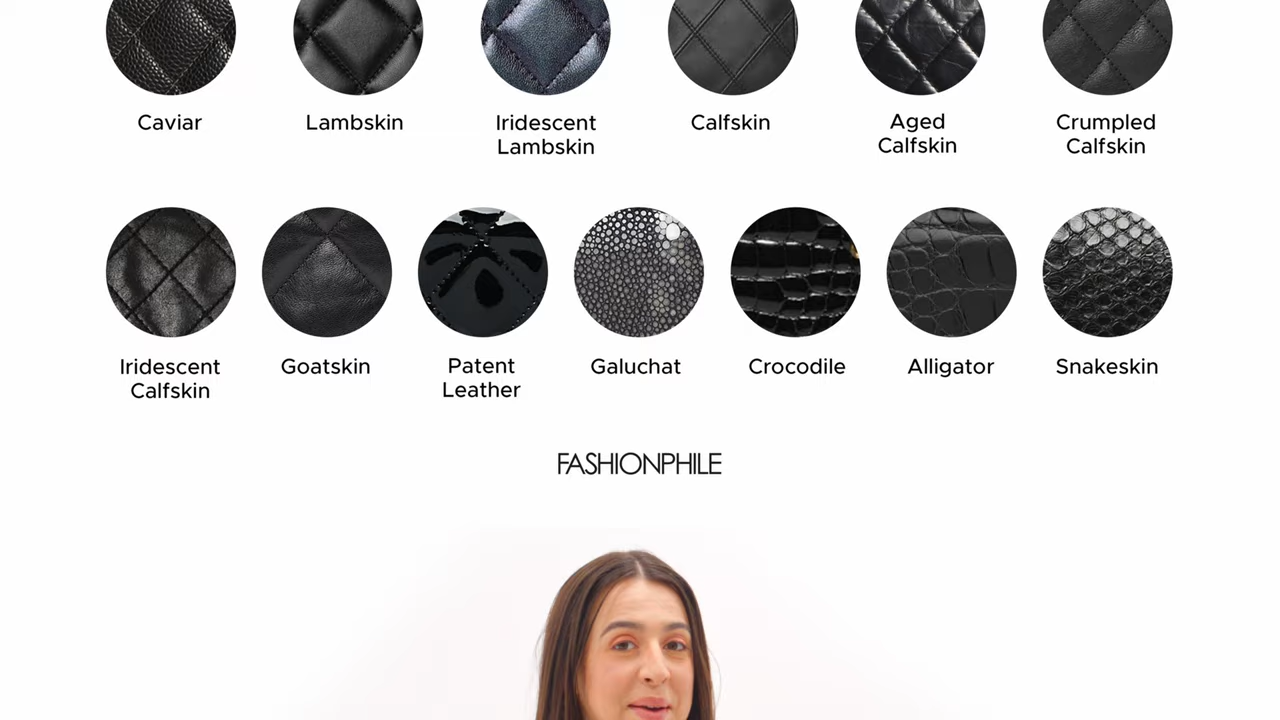 Caviar
Lambskin
Iridescent
Lambskin
Calfskin
Aged
Calfskin
Crumpled
Calfskin
Iridescent
Calfskin
Goatskin
Patent
Leather
Galuchat
Crocodile
Alligator
Snakeskin
FASHIONPHILE